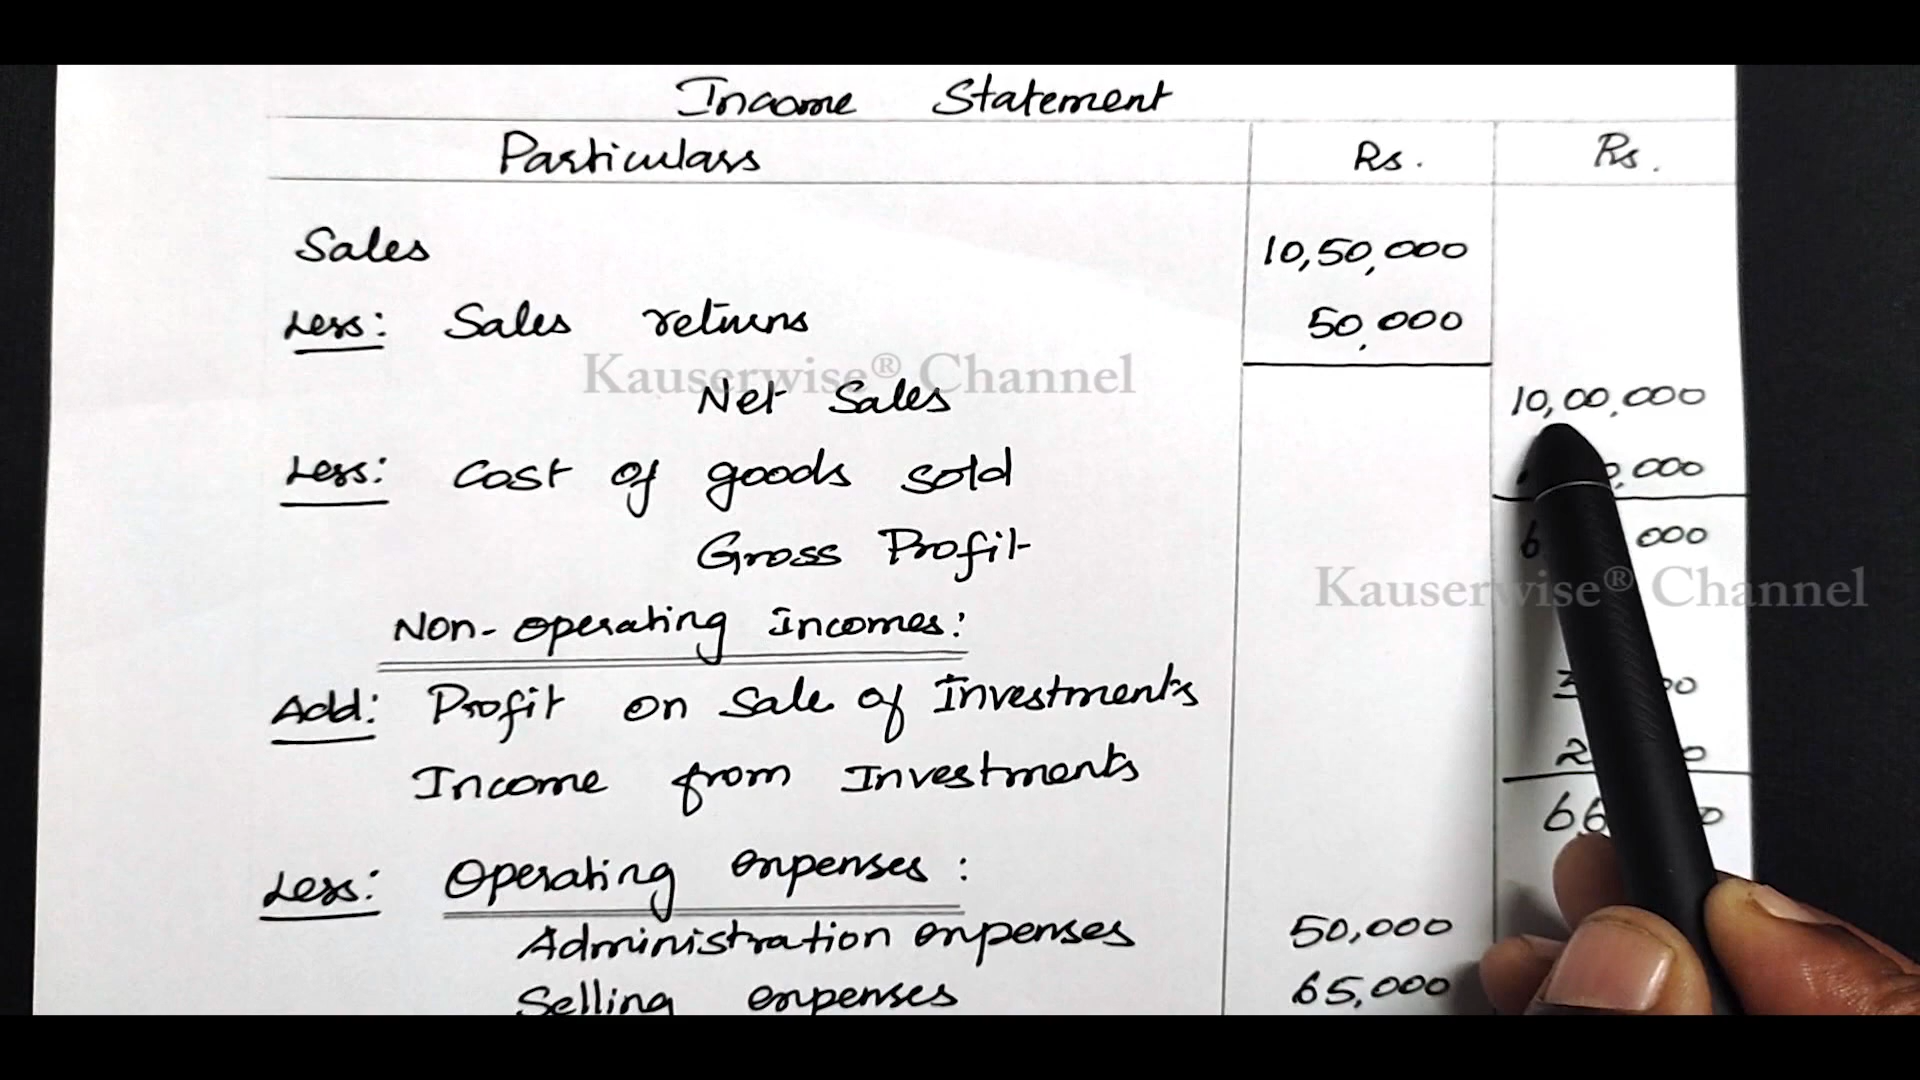 Income Statement
Particulars Rs. Rs.
Sales 10,50,000
Less: Sales returns 50,000
Kauserwise® Channel
Net Sales 10,00,000
Less: Cost of goods sold
Gross Profit
Kauserwise® Channel
Non-operating Incomes:
Add: Profit on Sale of Investments
Income from Investments
Less: Operating expenses:
Administration expenses 50,000
Selling expenses 65,000